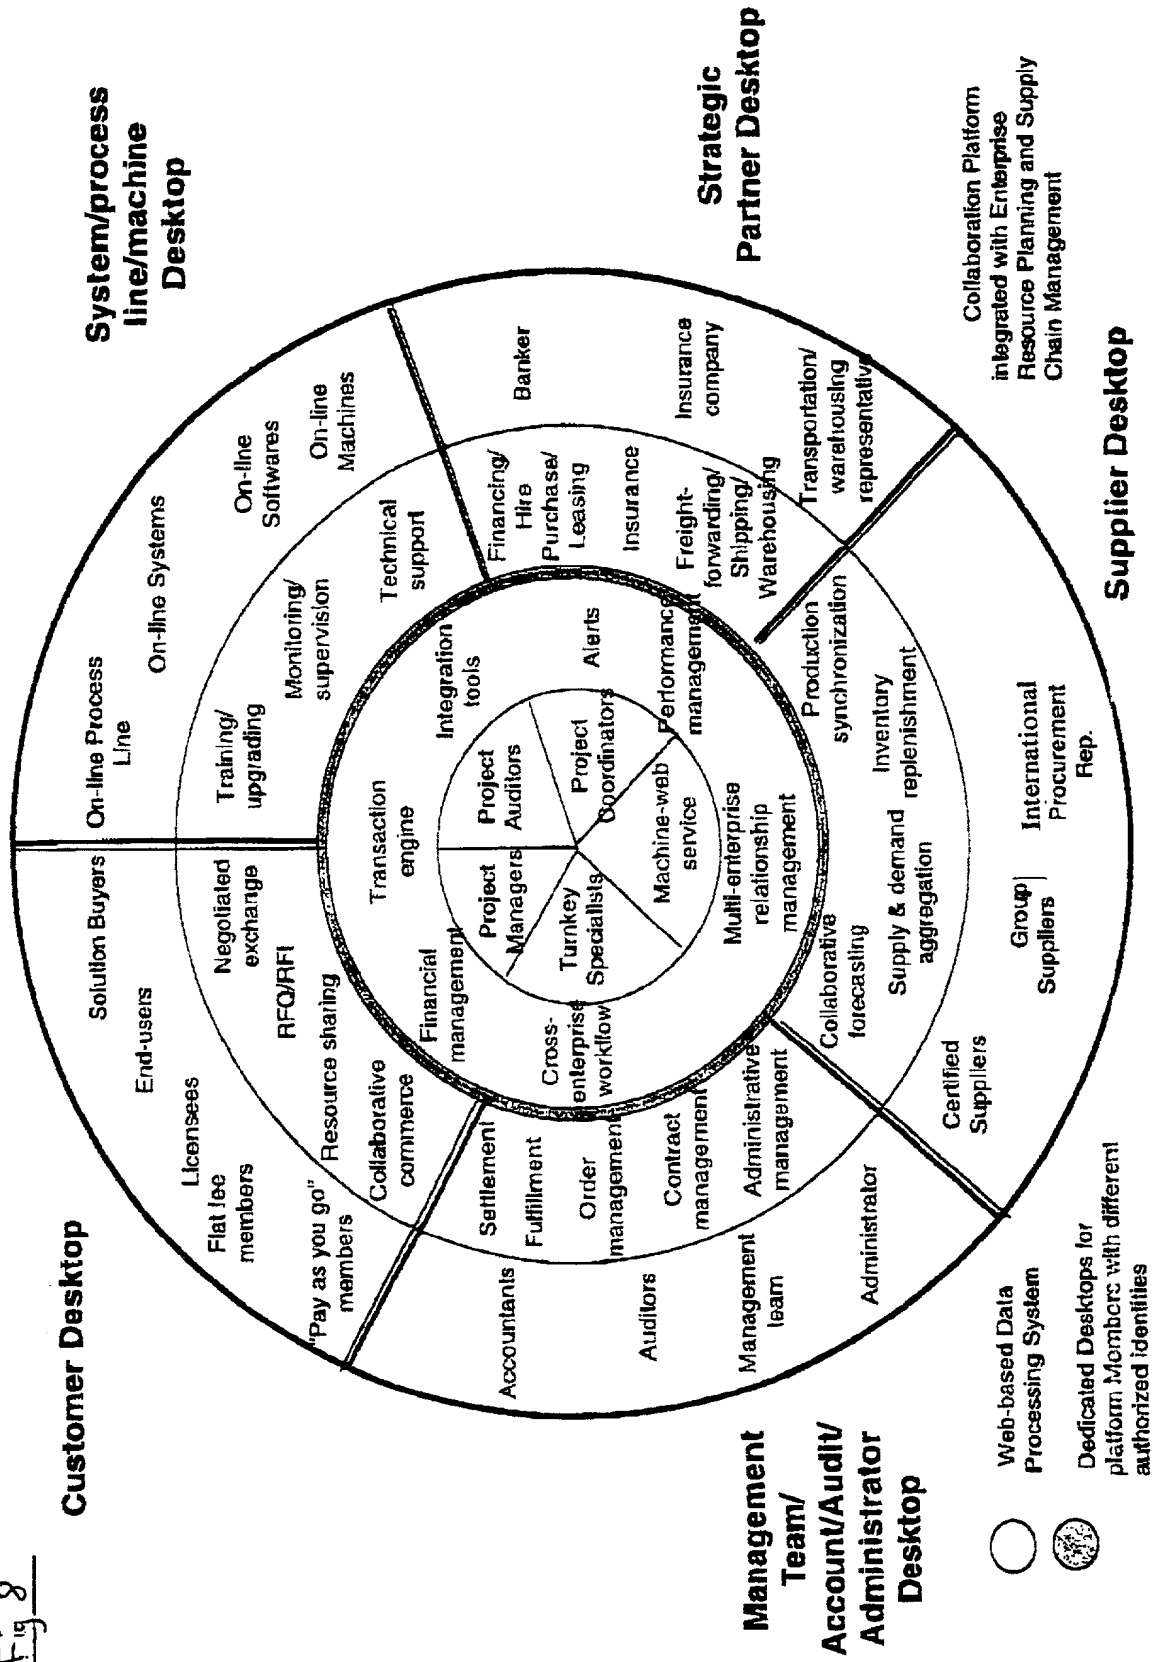 Fig 8
Customer Desktop
System/process
line/machine
Desktop
Strategic
Partner Desktop
Supplier Desktop
Management
Team/
Account/Audit/
Administrator
Desktop
Solution Buyers
End-users
Licensees
Flat fee
members
"Pay as you go"
members
On-line Process
Line
On-line Systems
On-line
Softwares
On-line
Machines
Banker
Insurance
company
Transportation/
warehousing
representative
International
Procurement
Rep.
Group
Suppliers
Certified
Suppliers
Administrator
Management
team
Auditors
Accountants
Negotiated
exchange
RFQ/RFI
Resource sharing
Collaborative
commerce
Training/
upgrading
Monitoring/
supervision
Technical
support
Financing/
Hire
Purchase/
Leasing
Insurance
Freight-
forwarding/
Shipping/
Warehousing
Production
synchronization
Inventory
replenishment
Supply & demand
aggregation
Collaborative
forecasting
Administrative
management
Contract
management
Order
management
Fulfillment
Settlement
Transaction
engine
Integration
tools
Alerts
Performance
management
Multi-enterprise
relationship
management
Cross-
enterprise
workflow
Financial
management
Project
Managers
Project
Auditors
Project
Coordinators
Machine-web
service
Turnkey
Specialists
Web-based Data
Processing System
Dedicated Desktops for
platform Members with different
authorized identities
Collaboration Platform
integrated with Enterprise
Resource Planning and Supply
Chain Management